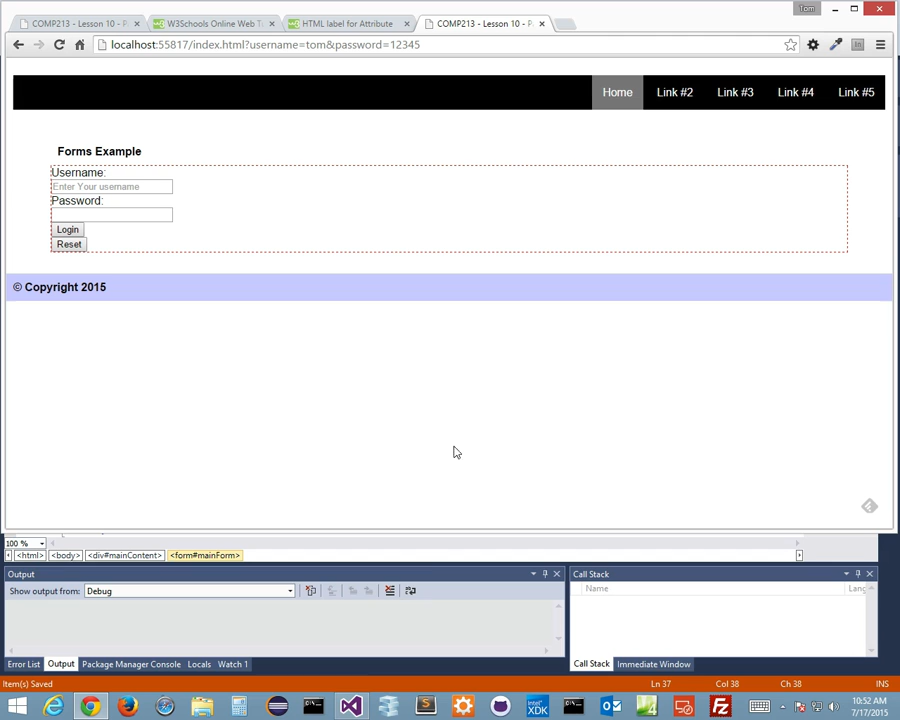 Tom
COMP213 - Lesson 10 - P
W3Schools Online Web T
HTML label for Attribute
COMP213 - Lesson 10 - P
localhost:55817/index.html?username=tom&password=12345
Home Link #2 Link #3 Link #4 Link #5
Forms Example
Username:
Enter Your username
Password:
Login
Reset
© Copyright 2015
100 %
<html> <body> <div#mainContent> <form#mainForm>
Output
Call Stack
Show output from: Debug
Name Lang
Error List Output Package Manager Console Locals Watch 1
Call Stack Immediate Window
Item(s) Saved Ln 37 Col 38 Ch 38 INS
10:52 AM
7/17/2015